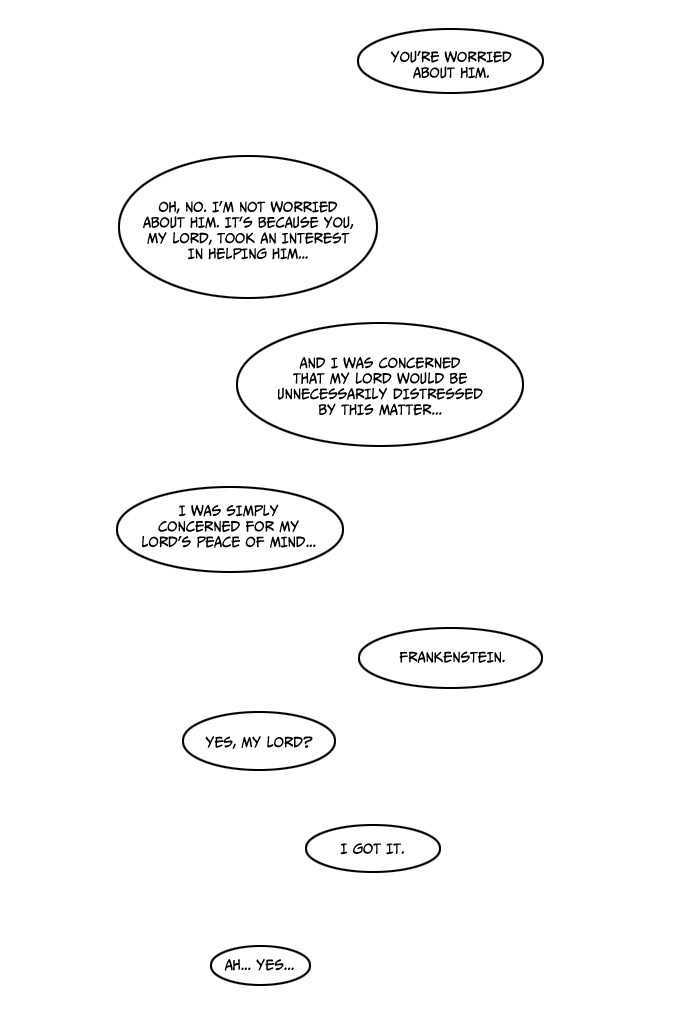 YOU'RE WORRIED
ABOUT HIM.
OH, NO. I'M NOT WORRIED
ABOUT HIM. IT'S BECAUSE YOU,
MY LORD, TOOK AN INTEREST
IN HELPING HIM...
AND I WAS CONCERNED
THAT MY LORD WOULD BE
UNNECESSARILY DISTRESSED
BY THIS MATTER...
I WAS SIMPLY
CONCERNED FOR MY
LORD'S PEACE OF MIND...
FRANKENSTEIN.
YES, MY LORD?
I GOT IT.
AH... YES...